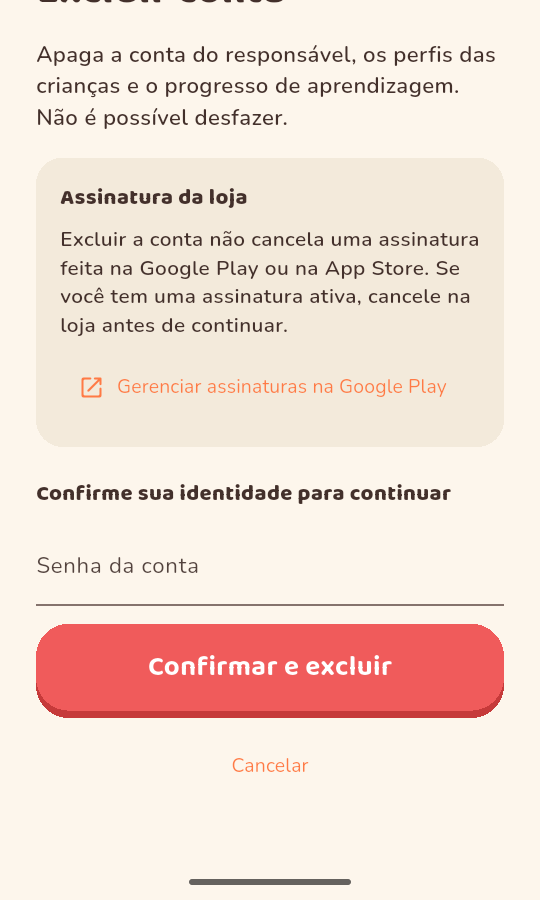 Apaga a conta do responsável, os perfis das
crianças e o progresso de aprendizagem.
Não é possível desfazer.
Assinatura da loja
Excluir a conta não cancela uma assinatura
feita na Google Play ou na App Store. Se
você tem uma assinatura ativa, cancele na
loja antes de continuar.
Gerenciar assinaturas na Google Play
Confirme sua identidade para continuar
Senha da conta
Confirmar e excluir
Cancelar